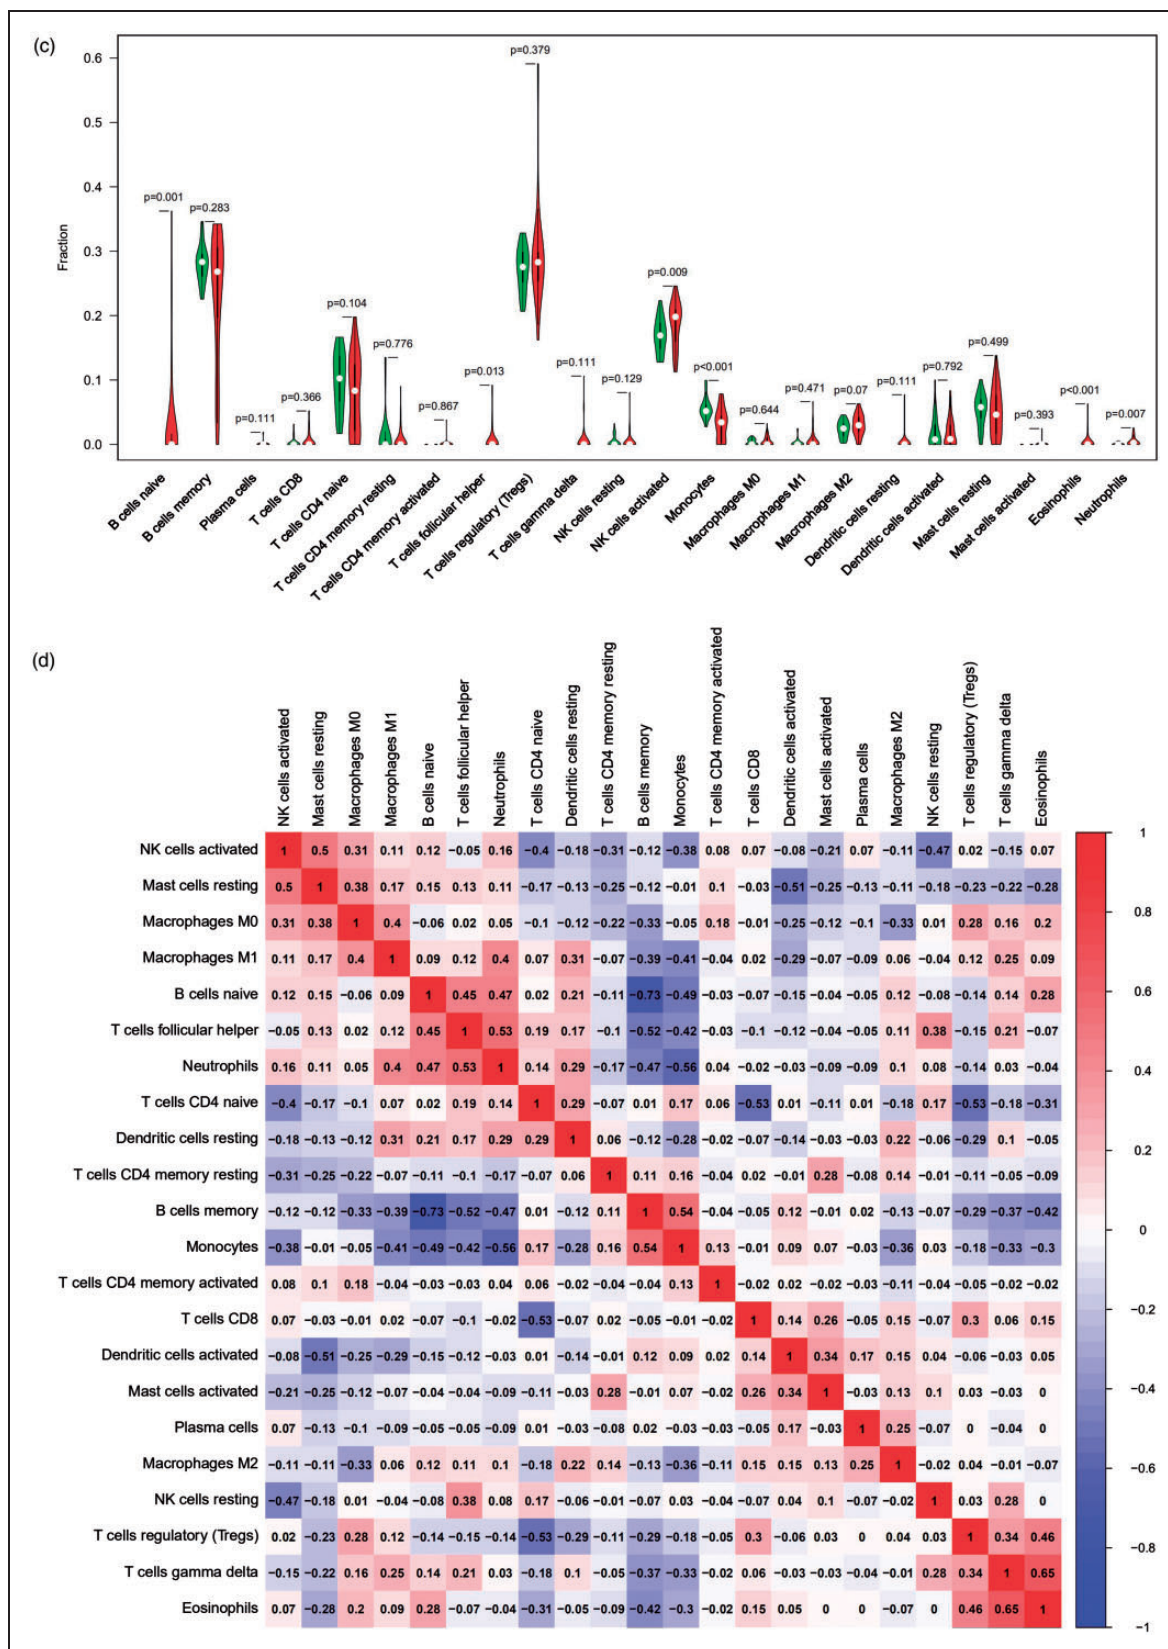 (c)
p=0.379
0.6
0.5
0.4
0.3
0.2
0.1
0.0
Fraction
p=0.001
p=0.283
p=0.111
p=0.366
p=0.104
p=0.776
p=0.867
p=0.013
p=0.111
p=0.129
p=0.009
p<0.001
p=0.644
p=0.471
p=0.07
p=0.111
p=0.792
p=0.499
p=0.393
p<0.001
p=0.007
B cells naive
B cells memory
Plasma cells
T cells CD8
T cells CD4 naive
T cells CD4 memory resting
T cells CD4 memory activated
T cells follicular helper
T cells regulatory (Tregs)
T cells gamma delta
NK cells resting
NK cells activated
Monocytes
Macrophages M0
Macrophages M1
Macrophages M2
Dendritic cells resting
Dendritic cells activated
Mast cells resting
Mast cells activated
Eosinophils
Neutrophils
(d)
NK cells activated
Mast cells resting
Macrophages M0
Macrophages M1
B cells naive
T cells follicular helper
Neutrophils
T cells CD4 naive
Dendritic cells resting
T cells CD4 memory resting
B cells memory
Monocytes
T cells CD4 memory activated
T cells CD8
Dendritic cells activated
Mast cells activated
Plasma cells
Macrophages M2
NK cells resting
T cells regulatory (Tregs)
T cells gamma delta
Eosinophils
NK cells activated 1 0.5 0.31 0.11 0.12 −0.05 0.16 −0.4 −0.18 −0.31 −0.12 −0.38 0.08 0.07 −0.08 −0.21 0.07 −0.11 −0.47 0.02 −0.15 0.07
Mast cells resting 0.5 1 0.38 0.17 0.15 0.13 0.11 −0.17 −0.13 −0.25 −0.12 −0.01 0.1 −0.03 −0.51 −0.25 −0.13 −0.11 −0.18 −0.23 −0.22 −0.28
Macrophages M0 0.31 0.38 1 0.4 −0.06 0.02 0.05 −0.1 −0.12 −0.22 −0.33 −0.05 0.18 −0.01 −0.25 −0.12 −0.1 −0.33 0.01 0.28 0.16 0.2
Macrophages M1 0.11 0.17 0.4 1 0.09 0.12 0.4 0.07 0.31 −0.07 −0.39 −0.41 −0.04 0.02 −0.29 −0.07 −0.09 0.06 −0.04 0.12 0.25 0.09
B cells naive 0.12 0.15 −0.06 0.09 1 0.45 0.47 0.02 0.21 −0.11 −0.73 −0.49 −0.03 −0.07 −0.15 −0.04 −0.05 0.12 −0.08 −0.14 0.14 0.28
T cells follicular helper −0.05 0.13 0.02 0.12 0.45 1 0.53 0.19 0.17 −0.1 −0.52 −0.42 −0.03 −0.1 −0.12 −0.04 −0.05 0.11 0.38 −0.15 0.21 −0.07
Neutrophils 0.16 0.11 0.05 0.4 0.47 0.53 1 0.14 0.29 −0.17 −0.47 −0.56 0.04 −0.02 −0.03 −0.09 −0.09 0.1 0.08 −0.14 0.03 −0.04
T cells CD4 naive −0.4 −0.17 −0.1 0.07 0.02 0.19 0.14 1 0.29 −0.07 0.01 0.17 0.06 −0.53 0.01 −0.11 0.01 −0.18 0.17 −0.53 −0.18 −0.31
Dendritic cells resting −0.18 −0.13 −0.12 0.31 0.21 0.17 0.29 0.29 1 0.06 −0.12 −0.28 −0.02 −0.07 −0.14 −0.03 −0.03 0.22 −0.06 −0.29 0.1 −0.05
T cells CD4 memory resting −0.31 −0.25 −0.22 −0.07 −0.11 −0.1 −0.17 −0.07 0.06 1 0.11 0.16 −0.04 0.02 −0.01 0.28 −0.08 0.14 −0.01 −0.11 −0.05 −0.09
B cells memory −0.12 −0.12 −0.33 −0.39 −0.73 −0.52 −0.47 0.01 −0.12 0.11 1 0.54 −0.04 −0.05 0.12 −0.01 0.02 −0.13 −0.07 −0.29 −0.37 −0.42
Monocytes −0.38 −0.01 −0.05 −0.41 −0.49 −0.42 −0.56 0.17 −0.28 0.16 0.54 1 0.13 −0.01 0.09 0.07 −0.03 −0.36 0.03 −0.18 −0.33 −0.3
T cells CD4 memory activated 0.08 0.1 0.18 −0.04 −0.03 −0.03 0.04 0.06 −0.02 −0.04 −0.04 0.13 1 −0.02 0.02 −0.02 −0.03 −0.11 −0.04 −0.05 −0.02 −0.02
T cells CD8 0.07 −0.03 −0.01 0.02 −0.07 −0.1 −0.02 −0.53 −0.07 0.02 −0.05 −0.01 −0.02 1 0.14 0.26 −0.05 0.15 −0.07 0.3 0.06 0.15
Dendritic cells activated −0.08 −0.51 −0.25 −0.29 −0.15 −0.12 −0.03 0.01 −0.14 −0.01 0.12 0.09 0.02 0.14 1 0.34 0.17 0.15 0.04 −0.06 −0.03 0.05
Mast cells activated −0.21 −0.25 −0.12 −0.07 −0.04 −0.04 −0.09 −0.11 −0.03 0.28 −0.01 0.07 −0.02 0.26 0.34 1 −0.03 0.13 0.1 0.03 −0.03 0
Plasma cells 0.07 −0.13 −0.1 −0.09 −0.05 −0.05 −0.09 0.01 −0.03 −0.08 0.02 −0.03 −0.03 −0.05 0.17 −0.03 1 0.25 −0.07 0 −0.04 0
Macrophages M2 −0.11 −0.11 −0.33 0.06 0.12 0.11 0.1 −0.18 0.22 0.14 −0.13 −0.36 −0.11 0.15 0.15 0.13 0.25 1 −0.02 0.04 −0.01 −0.07
NK cells resting −0.47 −0.18 0.01 −0.04 −0.08 0.38 0.08 0.17 −0.06 −0.01 −0.07 0.03 −0.04 −0.07 0.04 0.1 −0.07 −0.02 1 0.03 0.28 0
T cells regulatory (Tregs) 0.02 −0.23 0.28 0.12 −0.14 −0.15 −0.14 −0.53 −0.29 −0.11 −0.29 −0.18 −0.05 0.3 −0.06 0.03 0 0.04 0.03 1 0.34 0.46
T cells gamma delta −0.15 −0.22 0.16 0.25 0.14 0.21 0.03 −0.18 0.1 −0.05 −0.37 −0.33 −0.02 0.06 −0.03 −0.03 −0.04 −0.01 0.28 0.34 1 0.65
Eosinophils 0.07 −0.28 0.2 0.09 0.28 −0.07 −0.04 −0.31 −0.05 −0.09 −0.42 −0.3 −0.02 0.15 0.05 0 0 −0.07 0 0.46 0.65 1
1
0.8
0.6
0.4
0.2
0
−0.2
−0.4
−0.6
−0.8
−1